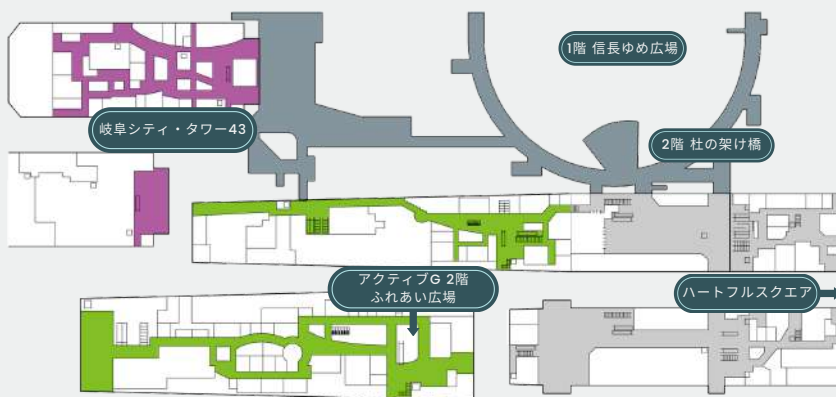 1階 信長ゆめ広場
岐阜シティ・タワー43
2階 杜の架け橋
アクティブG 2階
ふれあい広場
ハートフルスクエア